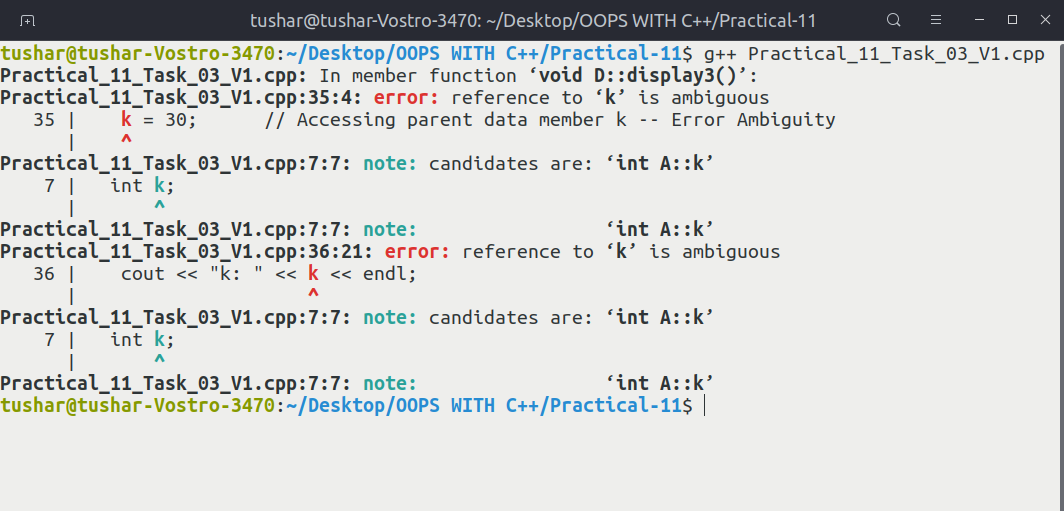 tushar@tushar-Vostro-3470: ~/Desktop/OOPS WITH C++/Practical-11
tushar@tushar-Vostro-3470:~/Desktop/OOPS WITH C++/Practical-11$ g++ Practical_11_Task_03_V1.cpp
Practical_11_Task_03_V1.cpp: In member function ‘void D::display3()’:
Practical_11_Task_03_V1.cpp:35:4: error: reference to ‘k’ is ambiguous
   35 |    k = 30;      // Accessing parent data member k -- Error Ambiguity
      |    ^
Practical_11_Task_03_V1.cpp:7:7: note: candidates are: ‘int A::k’
    7 |   int k;
      |       ^
Practical_11_Task_03_V1.cpp:7:7: note:                 ‘int A::k’
Practical_11_Task_03_V1.cpp:36:21: error: reference to ‘k’ is ambiguous
   36 |    cout << "k: " << k << endl;
      |                     ^
Practical_11_Task_03_V1.cpp:7:7: note: candidates are: ‘int A::k’
    7 |   int k;
      |       ^
Practical_11_Task_03_V1.cpp:7:7: note:                 ‘int A::k’
tushar@tushar-Vostro-3470:~/Desktop/OOPS WITH C++/Practical-11$